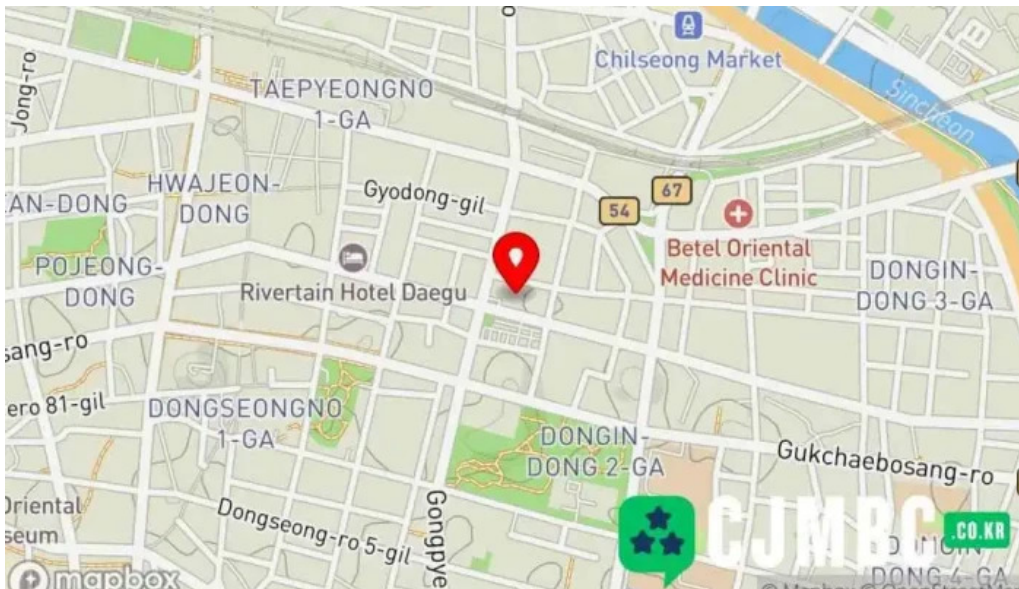 Jong-ro
Chilseong Market
TAEPYEONGNO
1-GA
Sincheon
HWAJEON-
DONG
Gyodong-gil
67
54
AN-DONG
Betel Oriental
Medicine Clinic
POJEONG-
DONG
Rivertain Hotel Daegu
DONGIN-
DONG 3-GA
sang-ro
ero 81-gil
DONGSEONGNO
1-GA
DONGIN-
DONG 2-GA
Gukchaebosang-ro
Oriental
seum
Dongseong-ro 5-gil
Gongpye
CJMBC
.CO.KR
DONGIN-
DONG 4-GA
mapbox
© Mapbox © OpenStreetMap